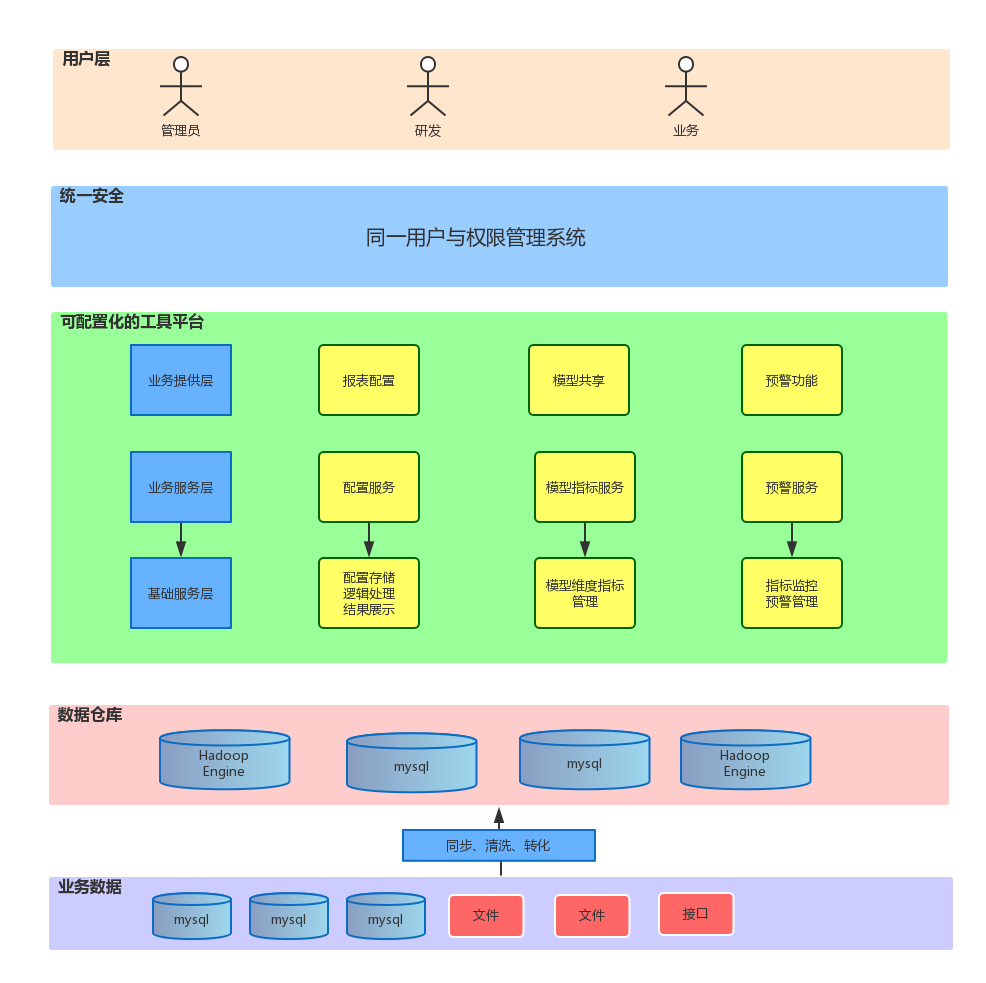 用户层
管理员
研发
业务
统一安全
同一用户与权限管理系统
可配置化的工具平台
业务提供层
报表配置
模型共享
预警功能
业务服务层
配置服务
模型指标服务
预警服务
基础服务层
配置存储
逻辑处理
结果展示
模型维度指标
管理
指标监控
预警管理
数据仓库
Hadoop
Engine
mysql
mysql
Hadoop
Engine
同步、清洗、转化
业务数据
mysql
mysql
mysql
文件
文件
接口